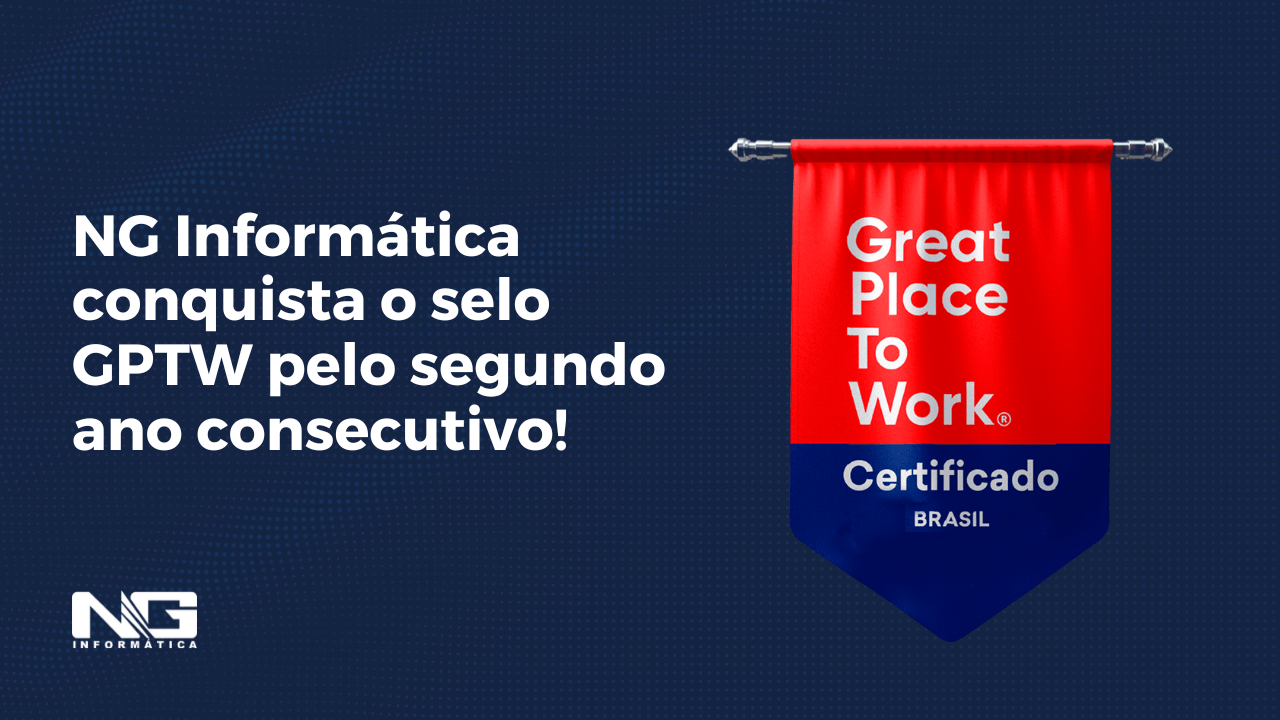 NG Informática
conquista o selo
GPTW pelo segundo
ano consecutivo!
NG
INFORMÁTICA
Great
Place
To
Work®
Certificado
BRASIL